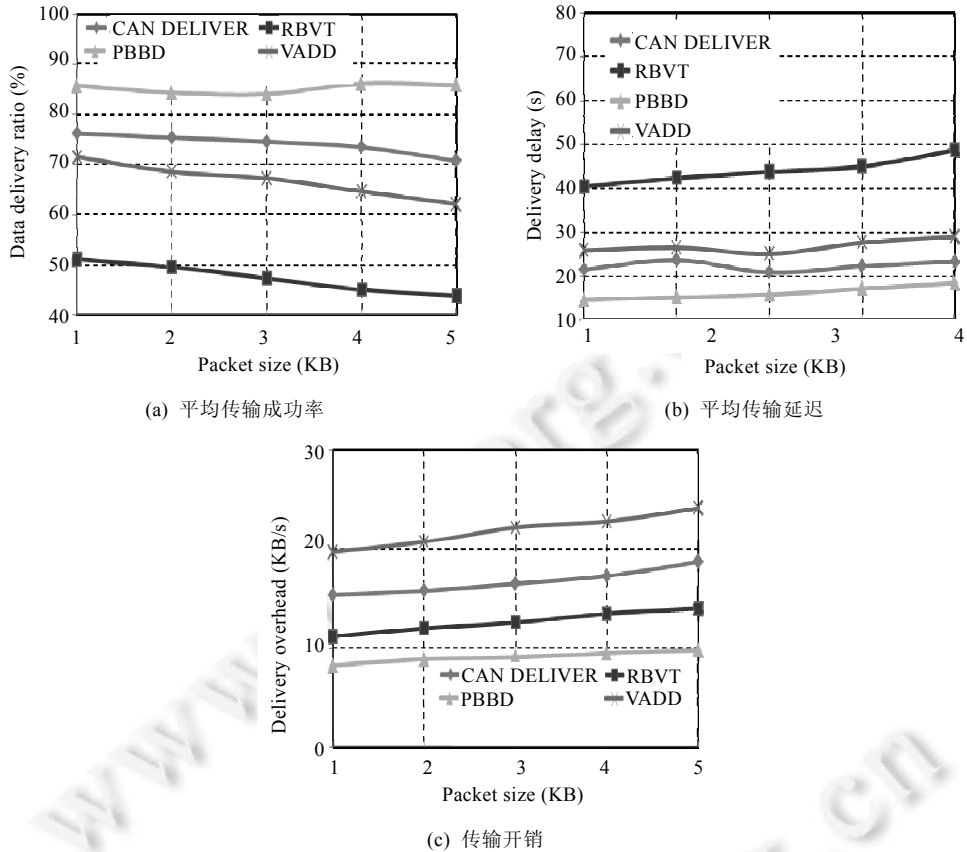 100
90
80
70
60
50
40
Data delivery ratio (%)
CAN DELIVER
RBVT
PBBD
VADD
1 2 3 4 5
Packet size (KB)
(a) 平均传输成功率
80
70
60
50
40
30
20
10
Delivery delay (s)
CAN DELIVER
RBVT
PBBD
VADD
1 2 3 4
Packet size (KB)
(b) 平均传输延迟
30
20
10
0
Delivery overhead (KB/s)
CAN DELIVER
RBVT
PBBD
VADD
1 2 3 4 5
Packet size (KB)
(c) 传输开销